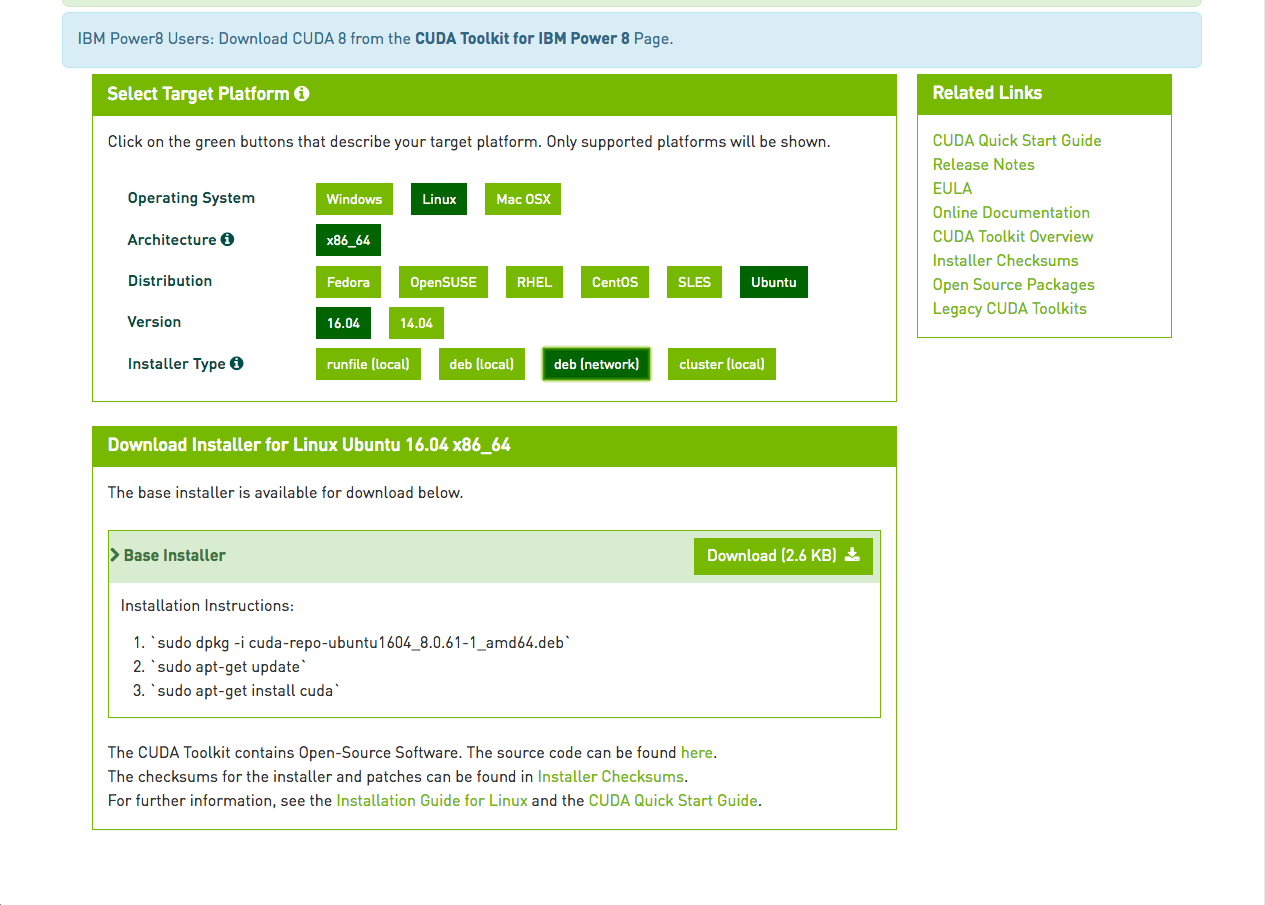 IBM Power8 Users: Download CUDA 8 from the CUDA Toolkit for IBM Power 8 Page.
Select Target Platform
Click on the green buttons that describe your target platform. Only supported platforms will be shown.
Operating System Windows Linux Mac OSX
Architecture x86_64
Distribution Fedora OpenSUSE RHEL CentOS SLES Ubuntu
Version 16.04 14.04
Installer Type runfile (local) deb (local) deb (network) cluster (local)
Download Installer for Linux Ubuntu 16.04 x86_64
The base installer is available for download below.
Base Installer Download (2.6 KB)
Installation Instructions:
1. `sudo dpkg -i cuda-repo-ubuntu1604_8.0.61-1_amd64.deb`
2. `sudo apt-get update`
3. `sudo apt-get install cuda`
The CUDA Toolkit contains Open-Source Software. The source code can be found here.
The checksums for the installer and patches can be found in Installer Checksums.
For further information, see the Installation Guide for Linux and the CUDA Quick Start Guide.
Related Links
CUDA Quick Start Guide
Release Notes
EULA
Online Documentation
CUDA Toolkit Overview
Installer Checksums
Open Source Packages
Legacy CUDA Toolkits